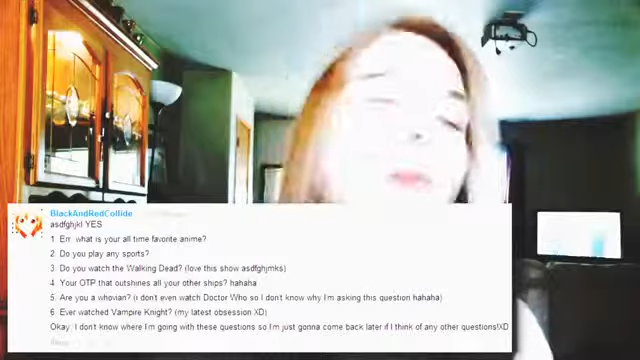 BlackAndRedCollide
asdfghjkl YES
1 Err. what is your all time favorite anime?
2 Do you play any sports?
3 Do you watch the Walking Dead? (love this show asdfghjmks)
4 Your OTP that outshines all your other ships? hahaha
5 Are you a whovian? (i don't even watch Doctor Who so I don't know why I'm asking this question hahaha)
6 Ever watched Vampire Knight? (my latest obsession XD)
Okay, I don't know where I'm going with these questions so I'm just gonna come back later if I think of any other questions!XD